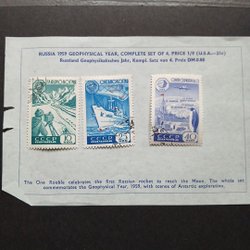 RUSSIA 1959 GEOPHYSICAL YEAR, COMPLETE SET OF 4. PRICE 1/9 (U.S.A.—25c)
Russland Geophysikalisches Jahr, Kompl. Satz von 4. Preis DM.0.88
CCCP
CCCP
CCCP 40
The One Rouble celebrates the first Russian rocket to reach the Moon. The whole set
commemorates the Geophysical Year, 1959, with scenes of Antarctic exploration.